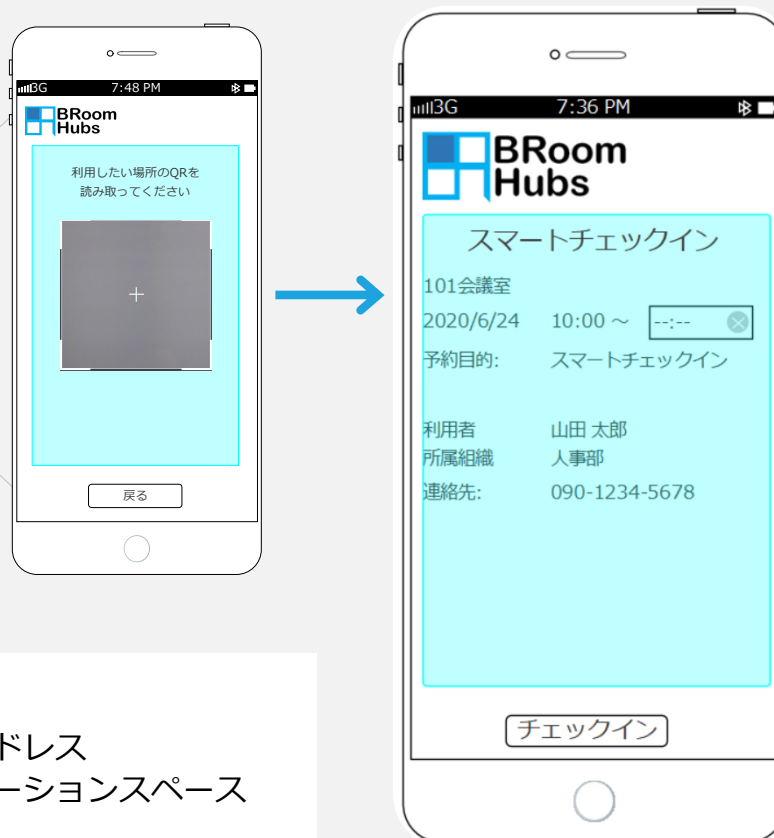 3G 7:48 PM
BRoom
Hubs
利用したい場所のQRを
読み取ってください
戻る
3G 7:36 PM
BRoom
Hubs
スマートチェックイン
101会議室
2020/6/24 10:00 ~ --:--
予約目的: スマートチェックイン
利用者 山田 太郎
所属組織 人事部
連絡先: 090-1234-5678
チェックイン
ドレス
ーションスペース